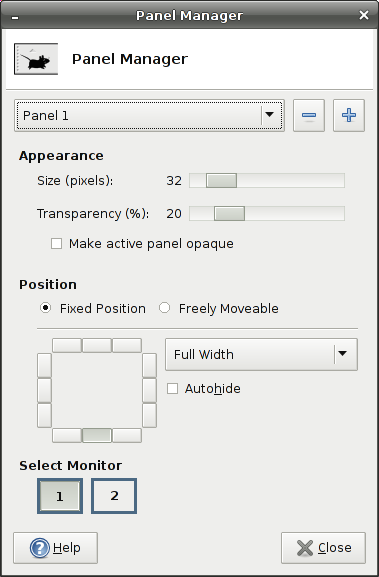 Panel Manager
Panel Manager
Panel 1
Appearance
Size (pixels): 32
Transparency (%): 20
Make active panel opaque
Position
Fixed Position Freely Moveable
Full Width
Autohide
Select Monitor
1 2
Help Close